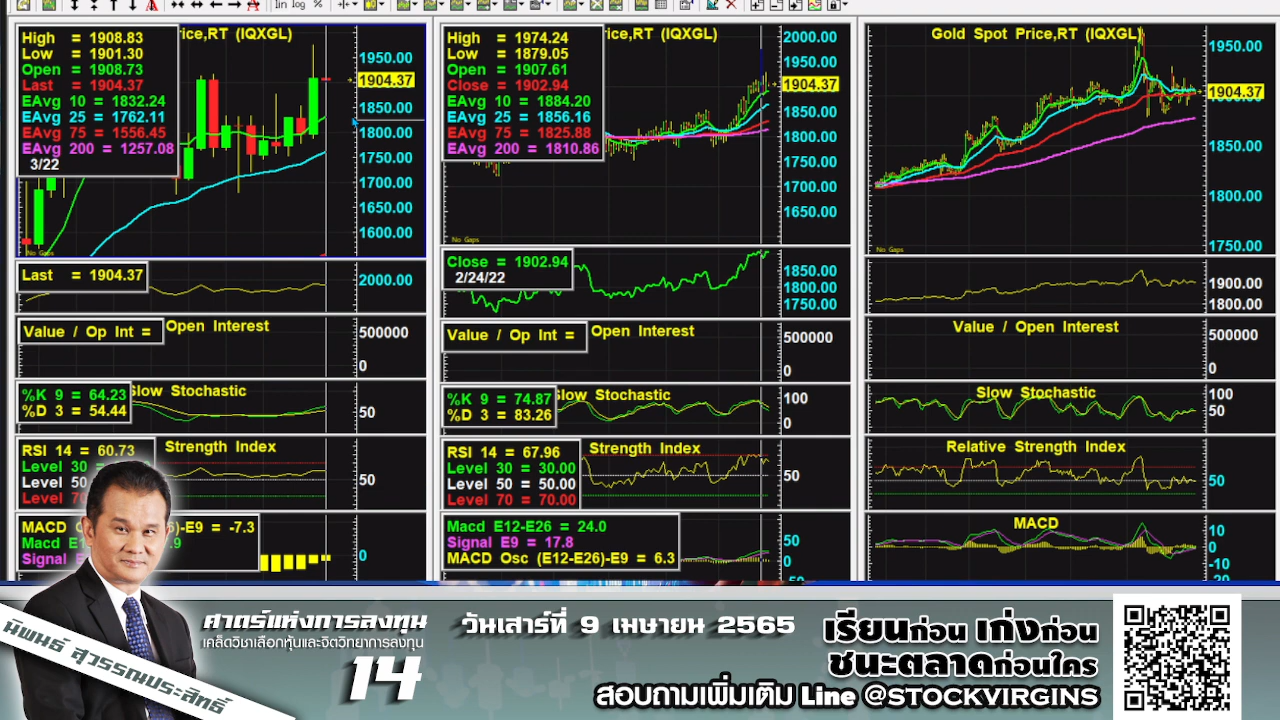 lin log %
High = 1908.83
Low = 1901.30
Open = 1908.73
Last = 1904.37
EAvg 10 = 1832.24
EAvg 25 = 1762.11
EAvg 75 = 1556.45
EAvg 200 = 1257.08
3/22
rice,RT (IQXGL)
1950.00
1904.37
1850.00
1800.00
1750.00
1700.00
1650.00
1600.00
No Gaps
Last = 1904.37
2000.00
Value / Op Int =
Open Interest
500000
0
%K 9 = 64.23
%D 3 = 54.44
Slow Stochastic
50
RSI 14 = 60.73
Level 30
Level 50
Level 70
Strength Index
50
MACD
)-E9 = -7.3
Macd
.9
Signal
0
High = 1974.24
Low = 1879.05
Open = 1907.61
Close = 1902.94
EAvg 10 = 1884.20
EAvg 25 = 1856.16
EAvg 75 = 1825.88
EAvg 200 = 1810.86
rice,RT (IQXGL)
2000.00
1950.00
1904.37
1850.00
1800.00
1750.00
1700.00
1650.00
No Gaps
Close = 1902.94
2/24/22
1850.00
1800.00
1750.00
Value / Op Int =
Open Interest
500000
0
%K 9 = 74.87
%D 3 = 83.26
Slow Stochastic
100
0
RSI 14 = 67.96
Level 30 = 30.00
Level 50 = 50.00
Level 70 = 70.00
Strength Index
50
Macd E12-E26 = 24.0
Signal E9 = 17.8
MACD Osc (E12-E26)-E9 = 6.3
50
0
-50
Gold Spot Price,RT (IQXGL)
1950.00
1904.37
1850.00
1800.00
1750.00
No Gaps
1900.00
1800.00
Value / Open Interest
500000
0
Slow Stochastic
100
50
Relative Strength Index
50
MACD
10
0
-10
-20
นิพนธ์ สุวรรณประสิทธิ์
ศาตร์แห่งการลงทุน
เคล็ดวิชาเลือกหุ้นและจิตวิทยาการลงทุน
14
วันเสาร์ที่ 9 เมษายน 2565
เรียนก่อน เก่งก่อน
ชนะตลาดก่อนใคร
สอบถามเพิ่มเติม Line @STOCKVIRGINS